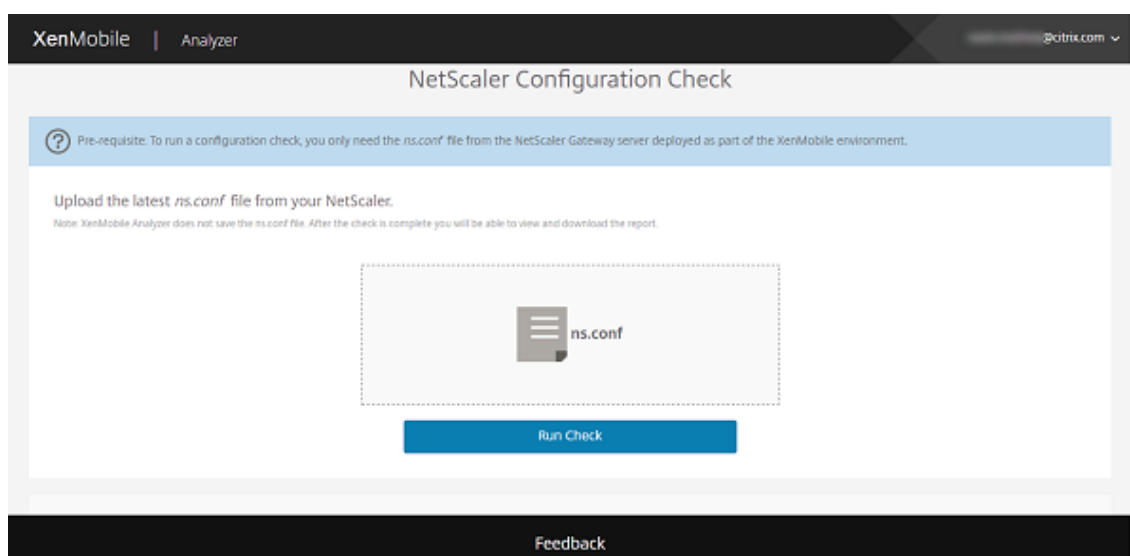 XenMobile | Analyzer
@citrix.com
NetScaler Configuration Check
Pre-requisite: To run a configuration check, you only need the ns.conf file from the NetScaler Gateway server deployed as part of the XenMobile environment.
Upload the latest ns.conf file from your NetScaler.
Note: XenMobile Analyzer does not save the ns.conf file. After the check is complete you will be able to view and download the report.
ns.conf
Run Check
Feedback